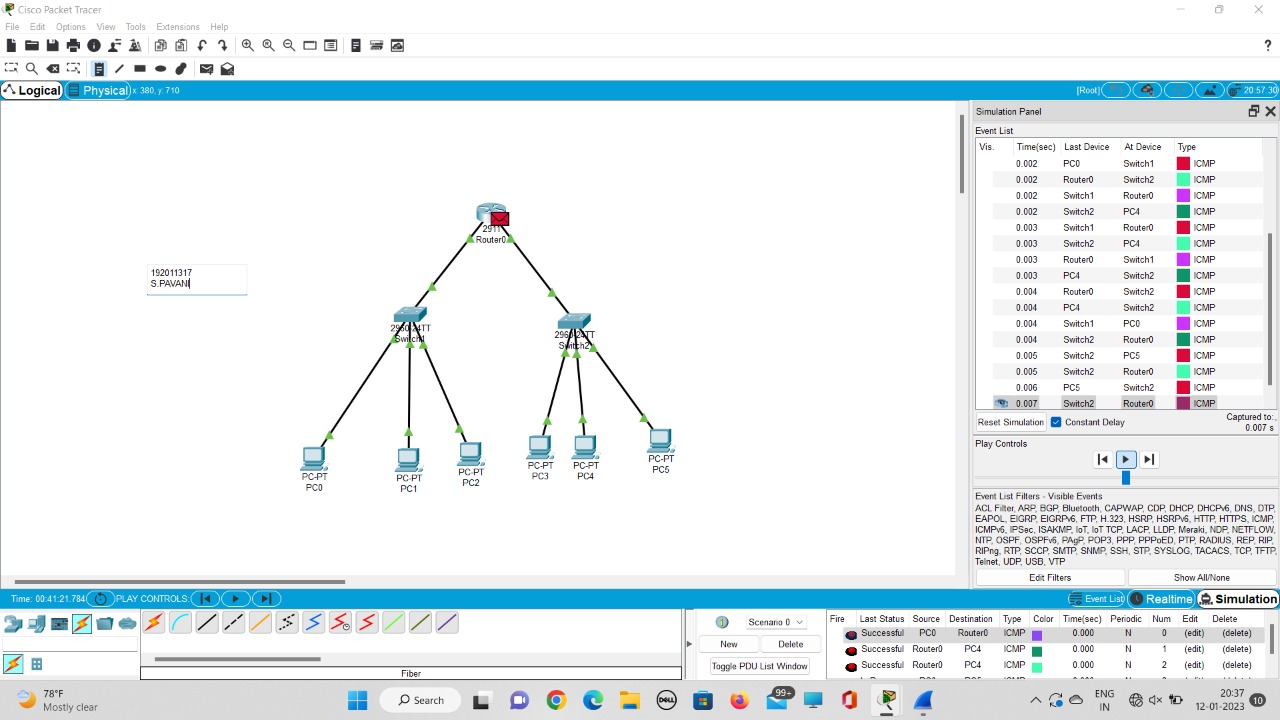 Cisco Packet Tracer
File Edit Options View Tools Extensions Help
?
Logical Physical x: 380, y: 710 [Root] 20:57:30
Simulation Panel
Event List
Vis. Time(sec) Last Device At Device Type
0.002 PC0 Switch1 ICMP
0.002 Router0 Switch2 ICMP
0.002 Switch1 Router0 ICMP
0.002 Switch2 PC4 ICMP
0.003 Switch1 Router0 ICMP
0.003 Switch2 PC4 ICMP
0.003 Router0 Switch1 ICMP
0.003 PC4 Switch2 ICMP
0.004 Router0 Switch2 ICMP
0.004 PC4 Switch2 ICMP
0.004 Switch1 PC0 ICMP
0.004 Switch2 Router0 ICMP
0.005 Switch2 PC5 ICMP
0.005 Switch2 Router0 ICMP
0.006 PC5 Switch2 ICMP
0.007 Switch2 Router0 ICMP
Reset Simulation Constant Delay Captured to:
0.007 s
Play Controls
Event List Filters - Visible Events
ACL Filter, ARP, BGP, Bluetooth, CAPWAP, CDP, DHCP, DHCPv6, DNS, DTP,
EAPOL, EIGRP, EIGRPv6, FTP, H.323, HSRP, HSRPv6, HTTP, HTTPS, ICMP,
ICMPv6, IPSec, ISAKMP, IoT, IoT TCP, LACP, LLDP, Meraki, NDP, NETFLOW,
NTP, OSPF, OSPFv6, PAgP, POP3, PPP, PPPoED, PTP, RADIUS, REP, RIP,
RIPng, RTP, SCCP, SMTP, SNMP, SSH, STP, SYSLOG, TACACS, TCP, TFTP,
Telnet, UDP, USB, VTP
Edit Filters Show All/None
2911
Router0
192011317
S.PAVANI
2960-24TT
Switch1
2960-24TT
Switch2
PC-PT
PC0
PC-PT
PC1
PC-PT
PC2
PC-PT
PC3
PC-PT
PC4
PC-PT
PC5
Time: 00:41:21.784 PLAY CONTROLS: Event List Realtime Simulation
Fiber
Scenario 0
New Delete
Toggle PDU List Window
Fire Last Status Source Destination Type Color Time(sec) Periodic Num Edit Delete
Successful PC0 Router0 ICMP 0.000 N 0 (edit) (delete)
Successful Router0 PC4 ICMP 0.000 N 1 (edit) (delete)
Successful Router0 PC4 ICMP 0.000 N 2 (edit) (delete)
78°F
Mostly clear
Search
DELL
99+
ENG
IN
20:37
12-01-2023
10